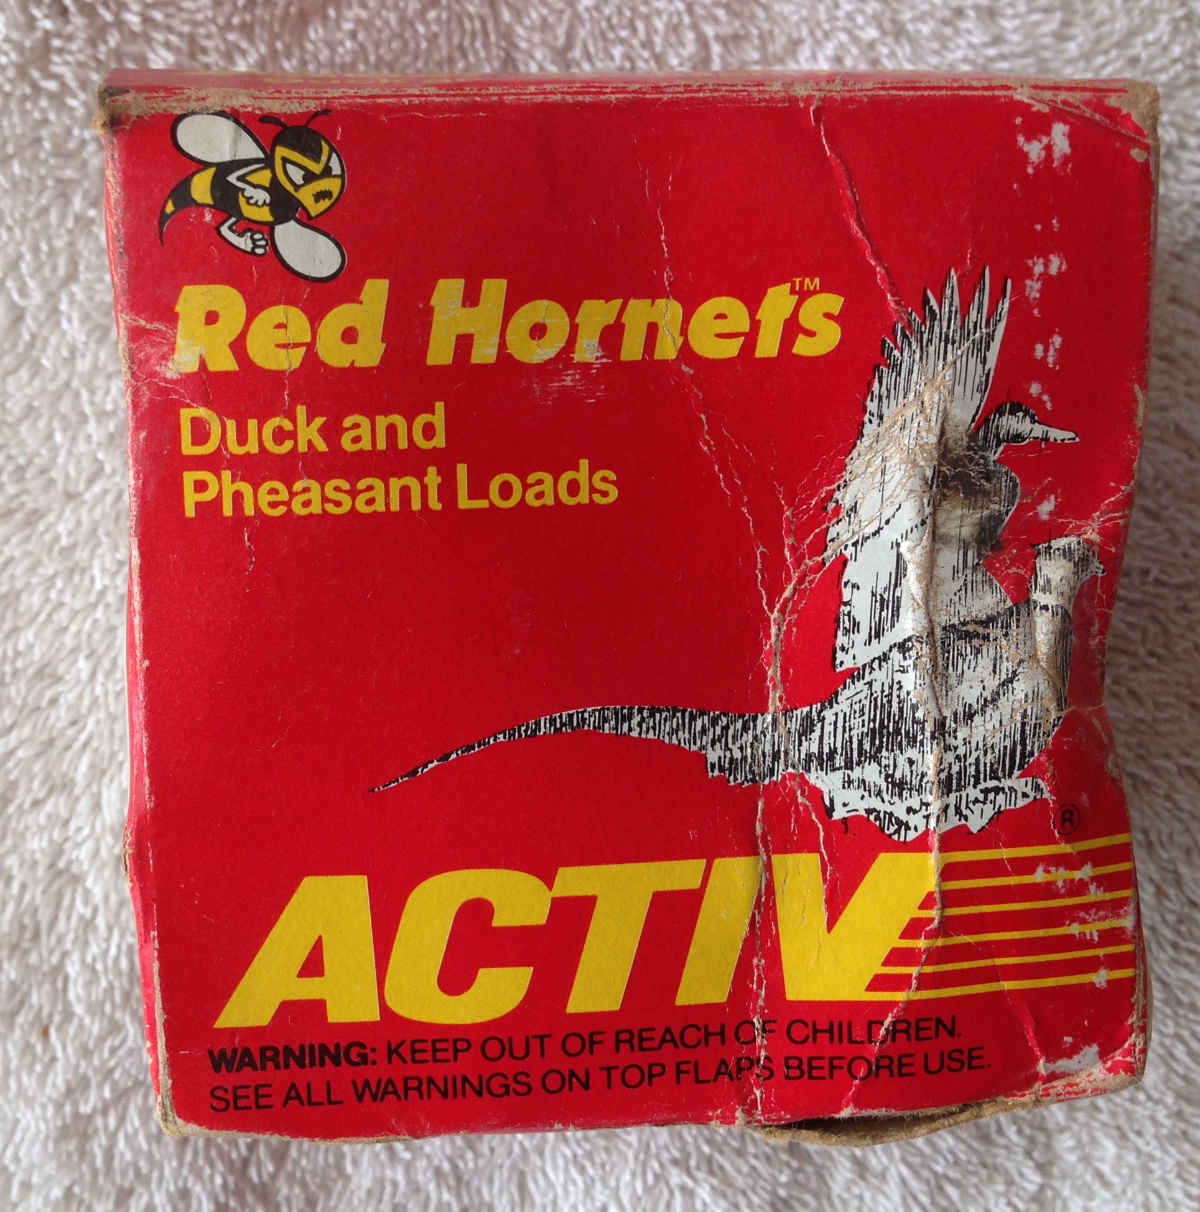 Red Hornets™
Duck and
Pheasant Loads
®
ACTIV
WARNING: KEEP OUT OF REACH OF CHILDREN.
SEE ALL WARNINGS ON TOP FLAPS BEFORE USE.